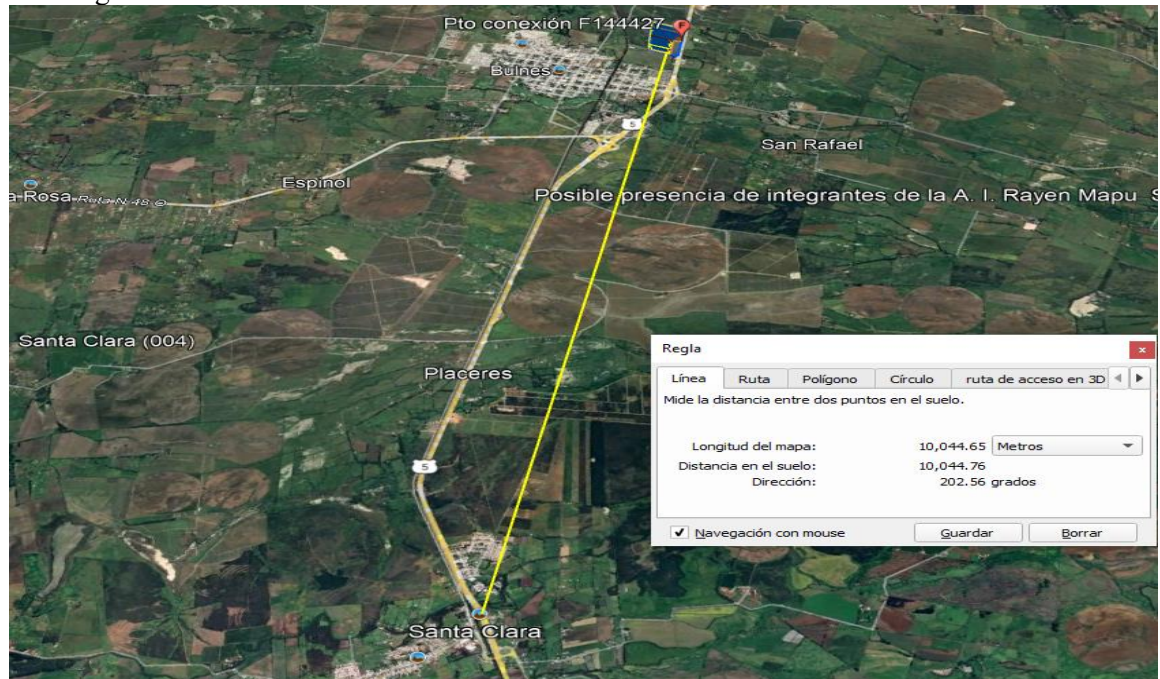 Pto conexión F144427
Bulnes
5
San Rafael
Espinol
a Rosa Ruta N-48-O
Posible presencia de integrantes de la A. I. Rayen Mapu S
Santa Clara (004)
Placeres
5
Santa Clara
Regla
Línea Ruta Polígono Círculo ruta de acceso en 3D
Mide la distancia entre dos puntos en el suelo.
Longitud del mapa: 10,044.65 Metros
Distancia en el suelo: 10,044.76
Dirección: 202.56 grados
Navegación con mouse Guardar Borrar